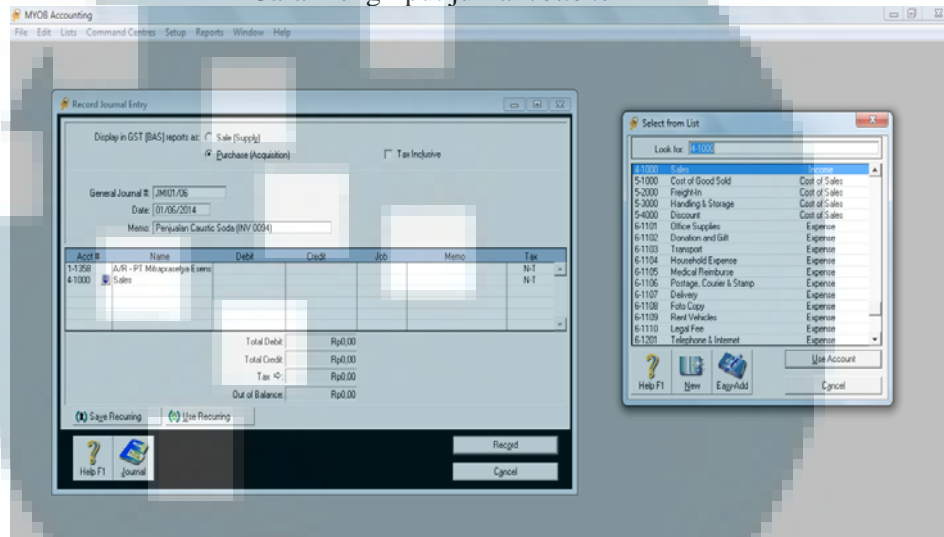 MYOB Accounting
File Edit Lists Command Centres Setup Reports Window Help
Record Journal Entry
Display in GST [BAS] reports as: Sale (Supply)
Purchase (Acquisition)
Tax Inclusive
General Journal #: JMI01/06
Date: 01/06/2014
Memo: Penjualan Caustic Soda (INV 0094)
Acct # Name Debit Credit Job Memo Tax
1-1358 A/R - PT Mitraprasetya Esens N-T
4-1000 Sales N-T
Total Debit: Rp0,00
Total Credit: Rp0,00
Tax: Rp0,00
Out of Balance: Rp0,00
Save Recurring Use Recurring
Help F1 Journal
Record
Cancel
Select from List
Look for: 4-1000
4-1000 Sales Income
5-1000 Cost of Good Sold Cost of Sales
5-2000 Freight-In Cost of Sales
5-3000 Handling & Storage Cost of Sales
5-4000 Discount Cost of Sales
6-1101 Office Supplies Expense
6-1102 Donation and Gift Expense
6-1103 Transport Expense
6-1104 Household Expense Expense
6-1105 Medical Reimburse Expense
6-1106 Postage, Courier & Stamp Expense
6-1107 Delivery Expense
6-1108 Foto Copy Expense
6-1109 Rent Vehicles Expense
6-1110 Legal Fee Expense
6-1201 Telephone & Internet Expense
Help F1 New Easy-Add
Use Account
Cancel